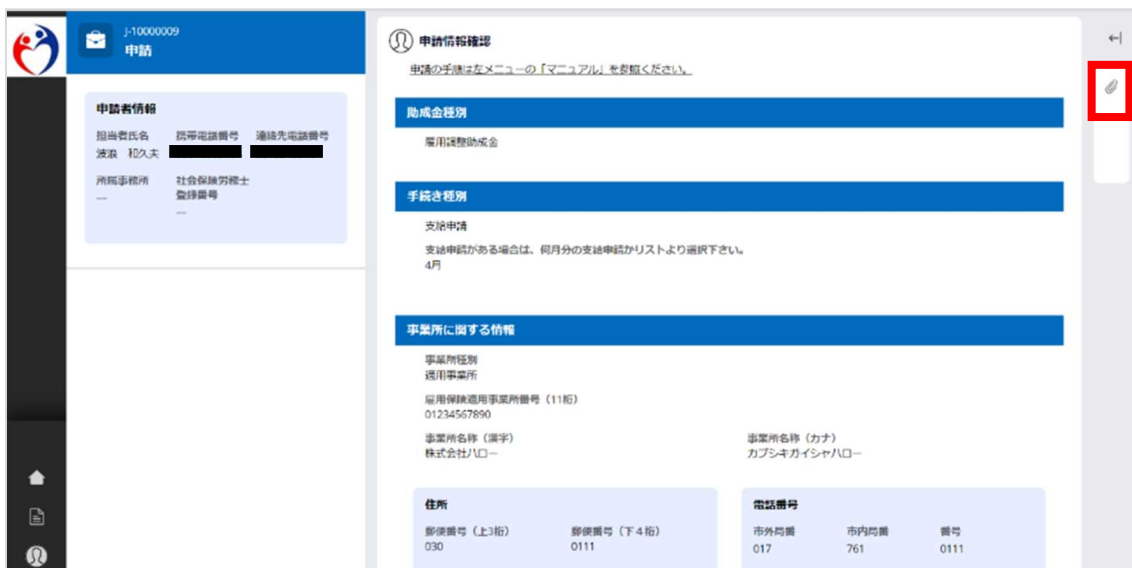 J-10000009
申請
申請者情報
担当者氏名 携帯電話番号 連絡先電話番号
波浪 和久夫
所属事務所 社会保険労務士
登録番号
---
---
申請情報確認
申請の手順は左メニューの「マニュアル」を参照ください。
助成金種別
雇用調整助成金
手続き種別
支給申請
支給申請がある場合は、何月分の支給申請かリストより選択下さい。
4月
事業所に関する情報
事業所種別
適用事業所
雇用保険適用事業所番号（11桁）
01234567890
事業所名称（漢字） 事業所名称（カナ）
株式会社ハロー カブシキガイシャハロー
住所 電話番号
郵便番号（上3桁） 郵便番号（下４桁） 市外局番 市内局番 番号
030 0111 017 761 0111